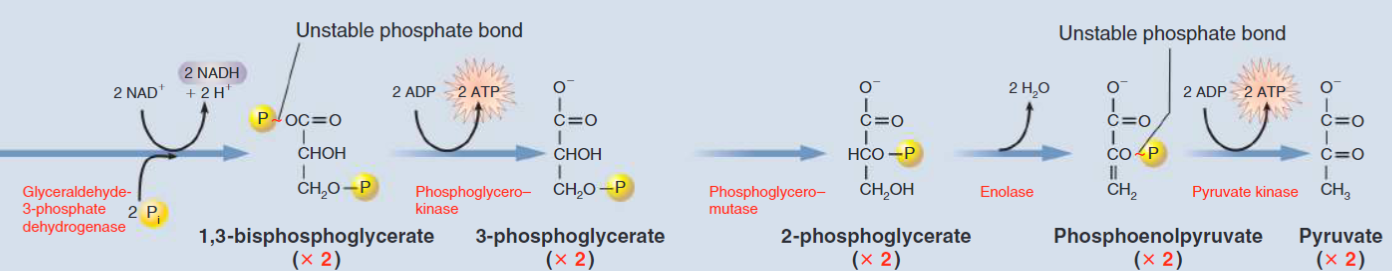 Unstable phosphate bond
Unstable phosphate bond
2 NADH
+ 2 H⁺
2 NAD⁺
2 ADP
2 ATP
2 H₂O
2 ADP
2 ATP
P~OC=O
CHOH
CH₂O–P
O⁻
C=O
CHOH
CH₂O–P
O⁻
C=O
HCO–P
CH₂OH
O⁻
C=O
CO~P
CH₂
O⁻
C=O
C=O
CH₃
Glyceraldehyde-
3-phosphate
dehydrogenase
2 Pᵢ
Phosphoglycero–
kinase
Phosphoglycero–
mutase
Enolase
Pyruvate kinase
1,3-bisphosphoglycerate
(× 2)
3-phosphoglycerate
(× 2)
2-phosphoglycerate
(× 2)
Phosphoenolpyruvate
(× 2)
Pyruvate
(× 2)